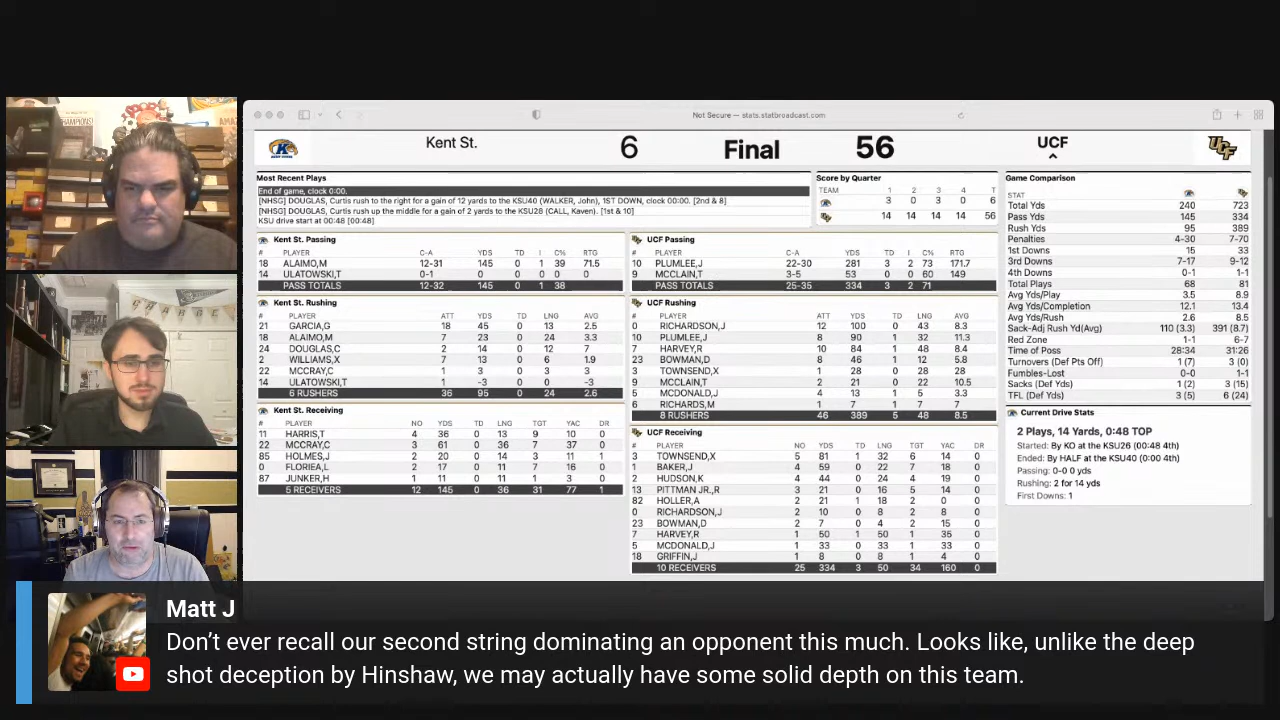 Not Secure — stats.statbroadcast.com
Kent St. 6 Final 56 UCF
Most Recent Plays
End of game, clock 0:00.
[NHSG] DOUGLAS, Curtis rush to the right for a gain of 12 yards to the KSU40 (WALKER, John), 1ST DOWN, clock 00:00. [2nd & 8]
[NHSG] DOUGLAS, Curtis rush up the middle for a gain of 2 yards to the KSU28 (CALL, Kaven). [1st & 10]
KSU drive start at 00:48 [00:48]
Score by Quarter
TEAM 1 2 3 4 T
3 0 3 0 6
14 14 14 14 56
Kent St. Passing
# PLAYER C-A YDS TD I C% RTG
18 ALAIMO,M 12-31 145 0 1 39 71.5
14 ULATOWSKI,T 0-1 0 0 0 0 0
PASS TOTALS 12-32 145 0 1 38
Kent St. Rushing
# PLAYER ATT YDS TD LNG AVG
21 GARCIA,G 18 45 0 13 2.5
18 ALAIMO,M 7 23 0 24 3.3
24 DOUGLAS,C 2 14 0 12 7
2 WILLIAMS,X 7 13 0 6 1.9
22 MCCRAY,C 1 3 0 3 3
14 ULATOWSKI,T 1 -3 0 0 -3
6 RUSHERS 36 95 0 24 2.6
Kent St. Receiving
# PLAYER NO YDS TD LNG TGT YAC DR
11 HARRIS,T 4 36 0 13 9 10 0
22 MCCRAY,C 3 61 0 36 7 37 0
85 HOLMES,J 2 20 0 14 3 11 1
0 FLORIEA,L 2 17 0 11 7 16 0
87 JUNKER,H 1 11 0 11 1 3 0
5 RECEIVERS 12 145 0 36 31 77 1
UCF Passing
# PLAYER C-A YDS TD I C% RTG
10 PLUMLEE,J 22-30 281 3 2 73 171.7
9 MCCLAIN,T 3-5 53 0 0 60 149
PASS TOTALS 25-35 334 3 2 71
UCF Rushing
# PLAYER ATT YDS TD LNG AVG
0 RICHARDSON,J 12 100 0 43 8.3
10 PLUMLEE,J 8 90 1 32 11.3
7 HARVEY,R 10 84 1 48 8.4
23 BOWMAN,D 8 46 1 12 5.8
3 TOWNSEND,X 1 28 0 28 28
9 MCCLAIN,T 2 21 0 22 10.5
5 MCDONALD,J 4 13 1 5 3.3
6 RICHARDS,M 1 7 1 7 7
8 RUSHERS 46 389 5 48 8.5
UCF Receiving
# PLAYER NO YDS TD LNG TGT YAC DR
3 TOWNSEND,X 5 81 1 32 6 14 0
1 BAKER,J 4 59 0 22 7 18 0
2 HUDSON,K 4 44 0 24 4 19 0
13 PITTMAN JR.,R 3 21 0 16 5 14 0
82 HOLLER,A 2 21 1 18 2 0 0
0 RICHARDSON,J 2 10 0 8 2 8 0
23 BOWMAN,D 2 7 0 4 2 15 0
7 HARVEY,R 1 50 1 50 1 35 0
5 MCDONALD,J 1 33 0 33 1 33 0
18 GRIFFIN,J 1 8 0 8 1 4 0
10 RECEIVERS 25 334 3 50 34 160 0
Game Comparison
STAT
Total Yds 240 723
Pass Yds 145 334
Rush Yds 95 389
Penalties 4-30 7-70
1st Downs 15 33
3rd Downs 7-17 9-12
4th Downs 0-1 1-1
Total Plays 68 81
Avg Yds/Play 3.5 8.9
Avg Yds/Completion 12.1 13.4
Avg Yds/Rush 2.6 8.5
Sack-Adj Rush Yd(Avg) 110 (3.3) 391 (8.7)
Red Zone 1-1 6-7
Time of Poss 28:34 31:26
Turnovers (Def Pts Off) 1 (7) 3 (0)
Fumbles-Lost 0-0 1-1
Sacks (Def Yds) 1 (2) 3 (15)
TFL (Def Yds) 3 (5) 6 (24)
Current Drive Stats
2 Plays, 14 Yards, 0:48 TOP
Started: By KO at the KSU26 (00:48 4th)
Ended: By HALF at the KSU40 (0:00 4th)
Passing: 0-0 0 yds
Rushing: 2 for 14 yds
First Downs: 1
Matt J
Don't ever recall our second string dominating an opponent this much. Looks like, unlike the deep
shot deception by Hinshaw, we may actually have some solid depth on this team.